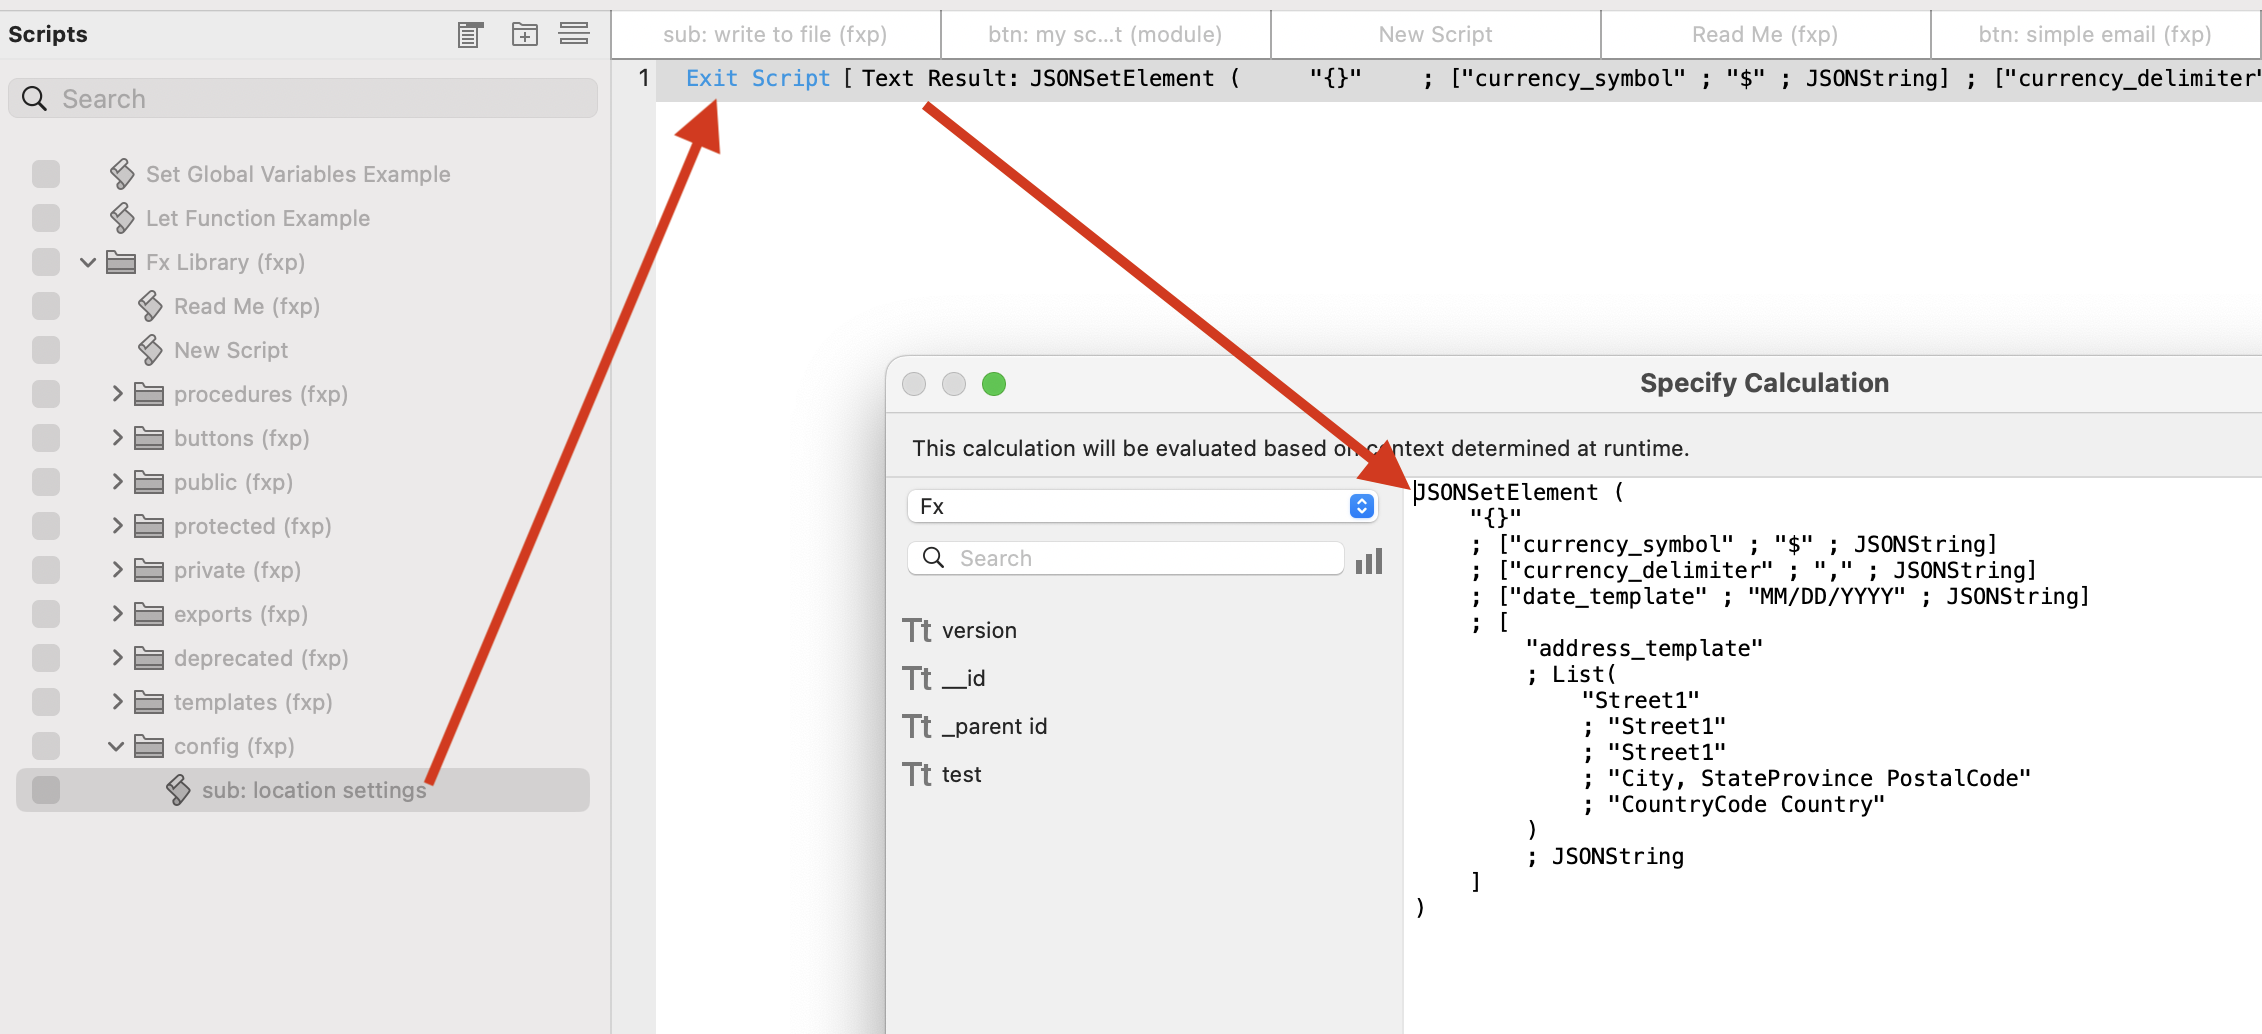 Scripts
Search
Set Global Variables Example
Let Function Example
Fx Library (fxp)
Read Me (fxp)
New Script
procedures (fxp)
buttons (fxp)
public (fxp)
protected (fxp)
private (fxp)
exports (fxp)
deprecated (fxp)
templates (fxp)
config (fxp)
sub: location settings
sub: write to file (fxp)
btn: my sc...t (module)
New Script
Read Me (fxp)
btn: simple email (fxp)
1 Exit Script [ Text Result: JSONSetElement ( "{}" ; ["currency_symbol" ; "$" ; JSONString] ; ["currency_delimiter"
Specify Calculation
This calculation will be evaluated based on context determined at runtime.
Fx
Search
Tt version
Tt __id
Tt _parent id
Tt test
JSONSetElement (
"{}"
; ["currency_symbol" ; "$" ; JSONString]
; ["currency_delimiter" ; "," ; JSONString]
; ["date_template" ; "MM/DD/YYYY" ; JSONString]
; [
"address_template"
; List(
"Street1"
; "Street1"
; "Street1"
; "City, StateProvince PostalCode"
; "CountryCode Country"
)
; JSONString
]
)